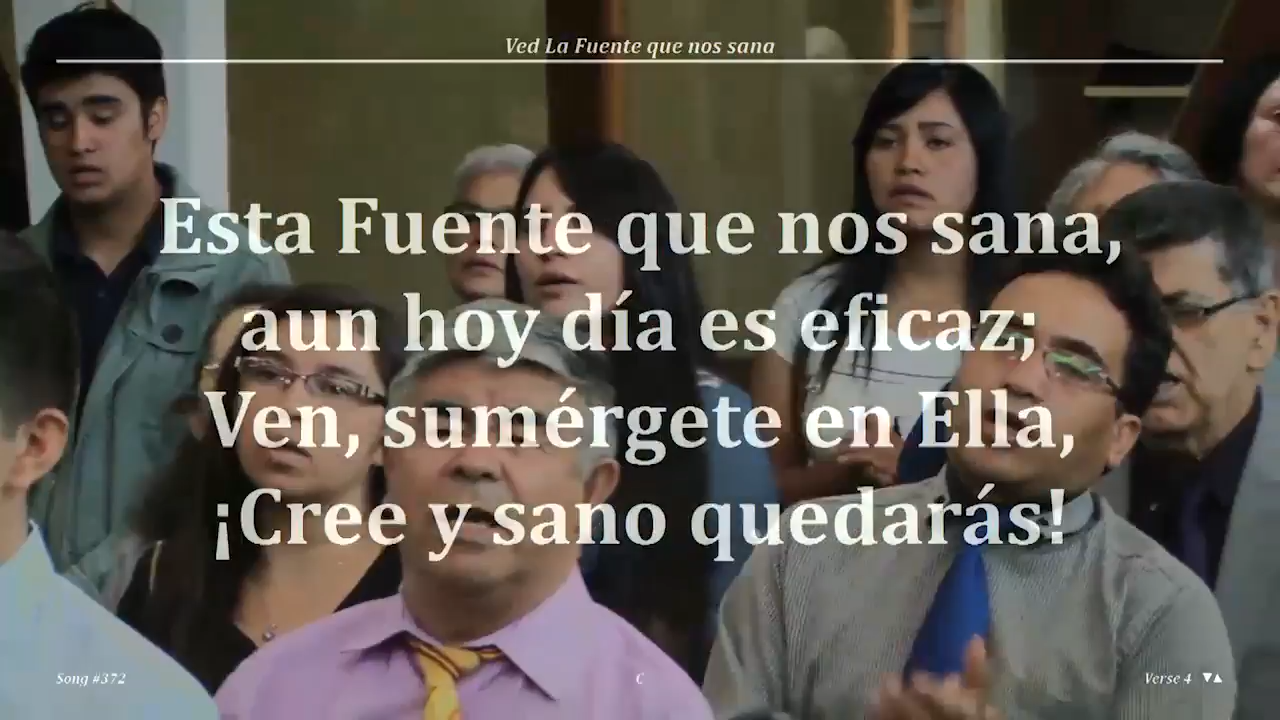 Ved La Fuente que nos sana
Esta Fuente que nos sana,
aun hoy día es eficaz;
Ven, sumérgete en Ella,
¡Cree y sano quedarás!
Song #372
C
Verse 4 ▼▲